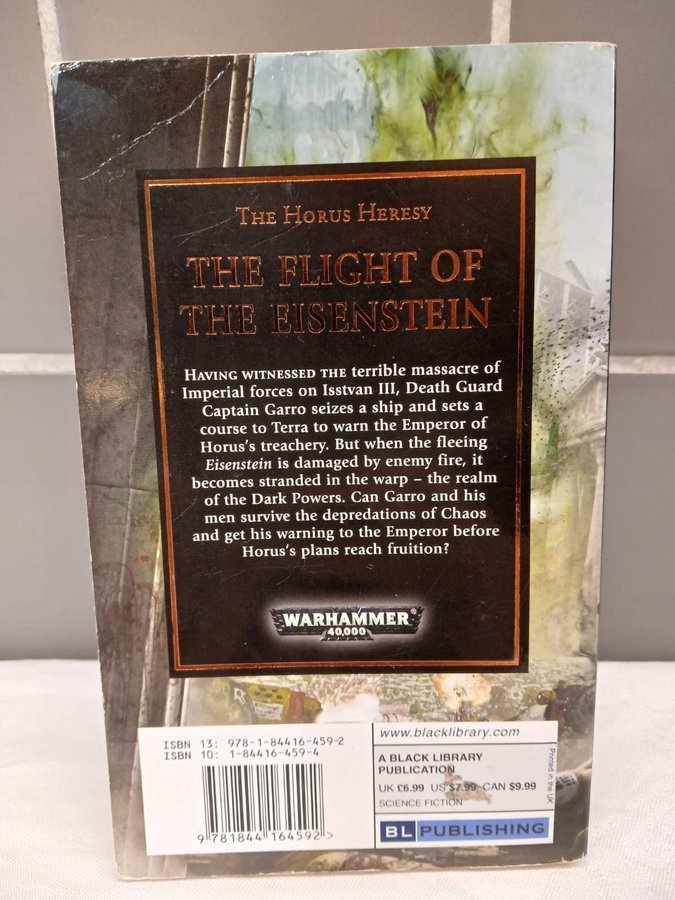 THE HORUS HERESY
THE FLIGHT OF
THE EISENSTEIN
HAVING WITNESSED THE terrible massacre of
Imperial forces on Isstvan III, Death Guard
Captain Garro seizes a ship and sets a
course to Terra to warn the Emperor of
Horus's treachery. But when the fleeing
Eisenstein is damaged by enemy fire, it
becomes stranded in the warp – the realm
of the Dark Powers. Can Garro and his
men survive the depredations of Chaos
and get his warning to the Emperor before
Horus's plans reach fruition?
WARHAMMER®
40,000
ISBN 13: 978-1-84416-459-2
ISBN 10: 1-84416-459-4
9 781844 164592 >
www.blacklibrary.com
A BLACK LIBRARY
PUBLICATION
UK £6.99 US $7.99 CAN $9.99
SCIENCE FICTION
Printed in the UK
BL PUBLISHING